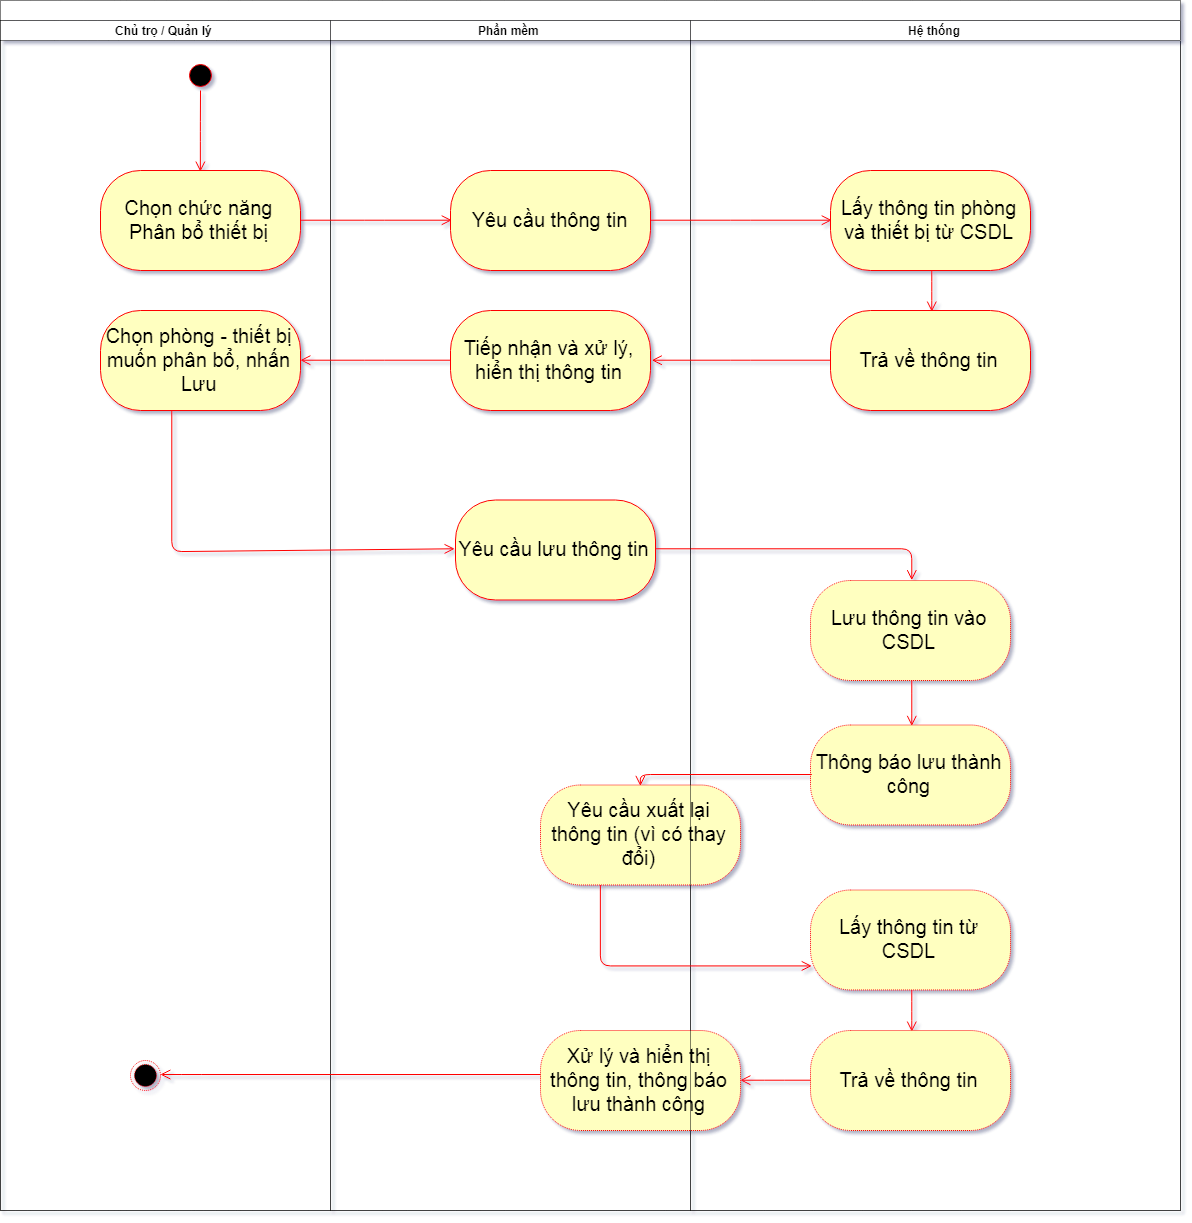 Chủ trọ / Quản lý
Phần mềm
Hệ thống
Chọn chức năng
Phân bổ thiết bị
Yêu cầu thông tin
Lấy thông tin phòng
và thiết bị từ CSDL
Chọn phòng - thiết bị
muốn phân bổ, nhấn
Lưu
Tiếp nhận và xử lý,
hiển thị thông tin
Trả về thông tin
Yêu cầu lưu thông tin
Lưu thông tin vào
CSDL
Thông báo lưu thành
công
Yêu cầu xuất lại
thông tin (vì có thay
đổi)
Lấy thông tin từ
CSDL
Xử lý và hiển thị
thông tin, thông báo
lưu thành công
Trả về thông tin